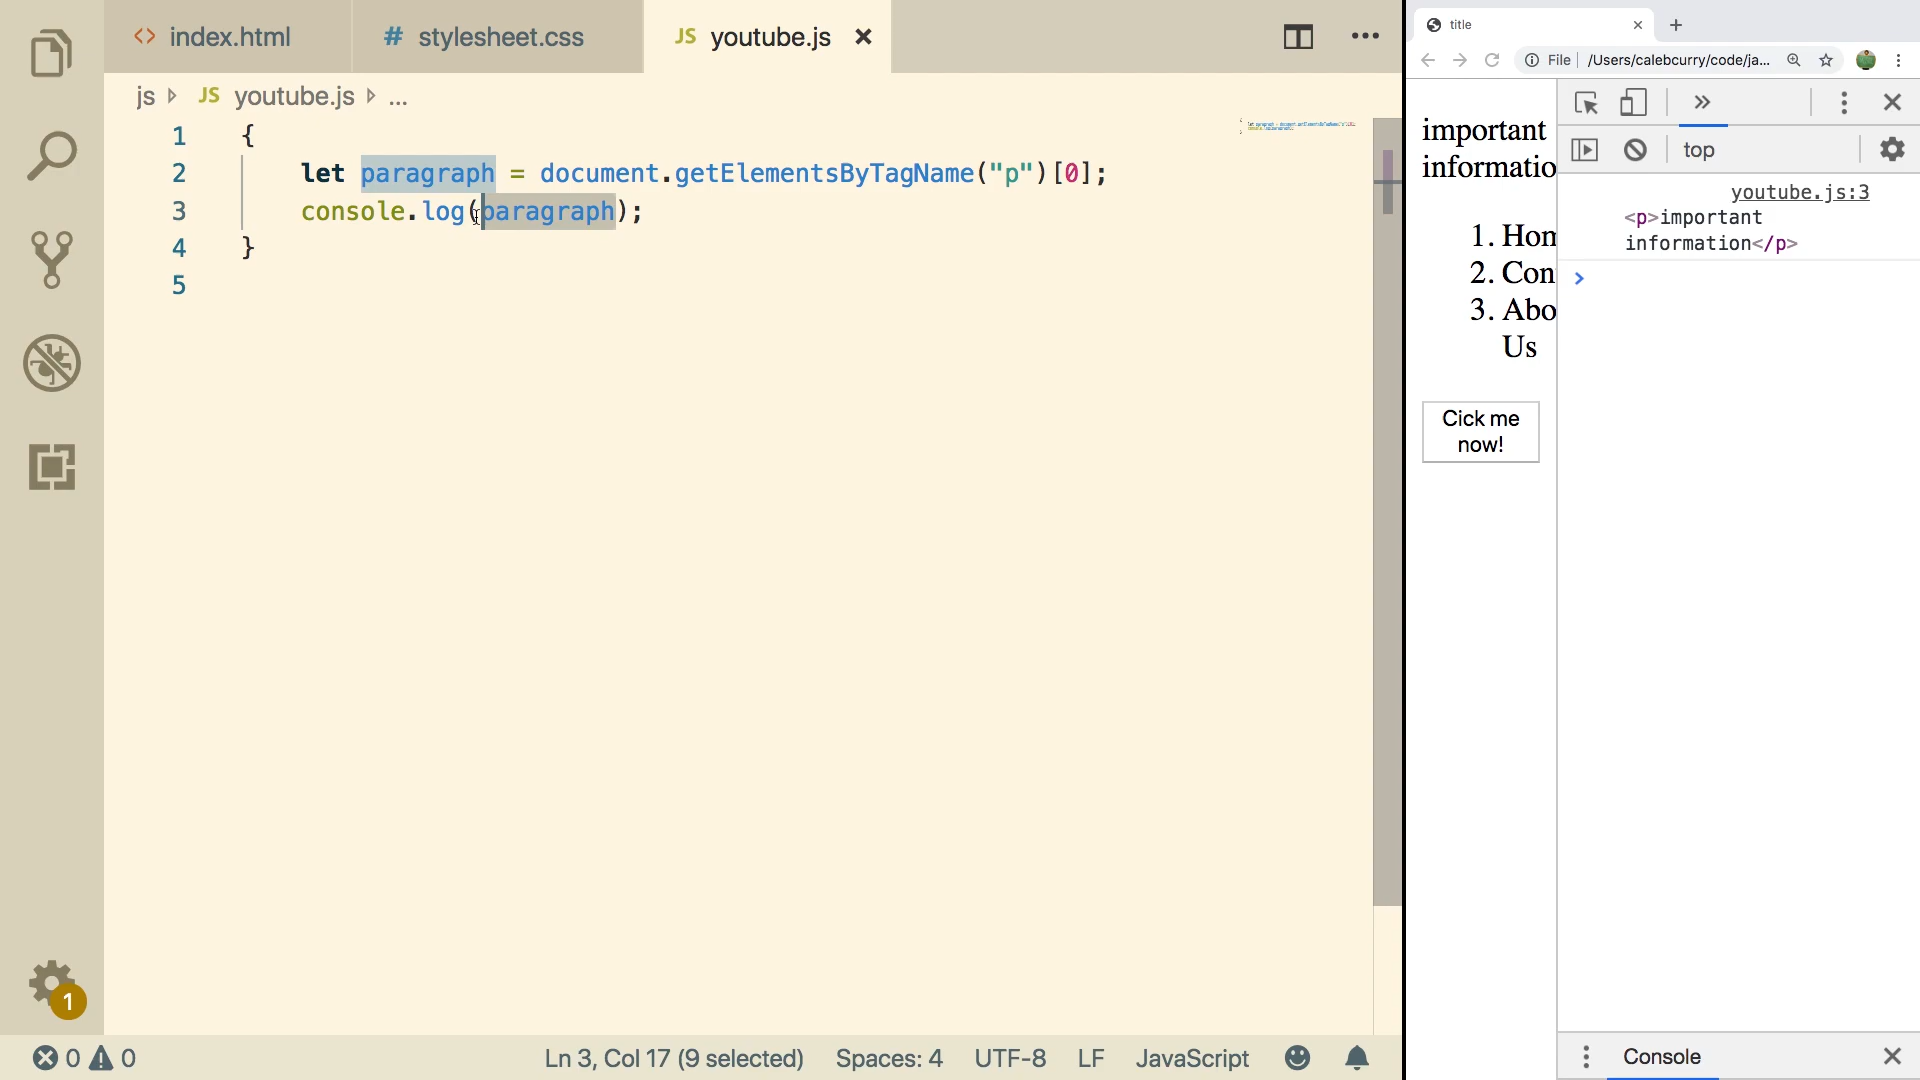 <> index.html
# stylesheet.css
JS youtube.js ×
js JS youtube.js ...
1 {
2 let paragraph = document.getElementsByTagName("p")[0];
3 console.log(paragraph);
4 }
5
1
0 0
Ln 3, Col 17 (9 selected)
Spaces: 4
UTF-8
LF
JavaScript
title
File /Users/calebcurry/code/ja...
important
informatio
1. Hom
2. Con
3. Abo
Us
Cick me
now!
top
youtube.js:3
<p>important
information</p>
Console